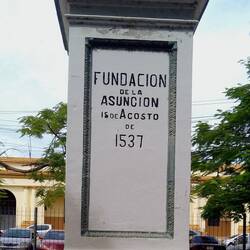 FUNDACION
DE LA
ASUNCION
15 DE AGOSTO
DE
1537